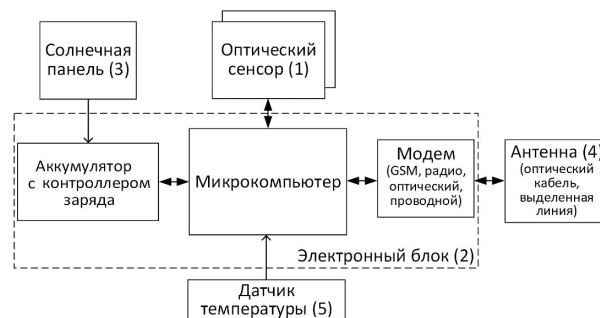 Солнечная
панель (3)
Оптический
сенсор (1)
Аккумулятор
с контроллером
заряда
Микрокомпьютер
Модем
(GSM, радио,
оптический,
проводной)
Антенна (4)
(оптический
кабель,
выделенная
линия)
Электронный блок (2)
Датчик
температуры (5)